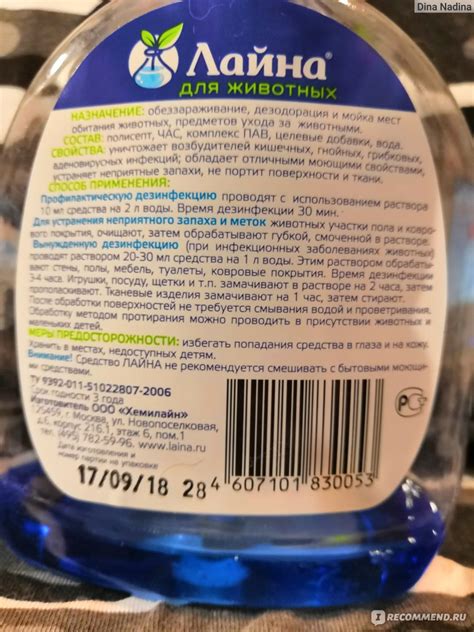 Dina Nadina
Лайна®
ДЛЯ ЖИВОТНЫХ
НАЗНАЧЕНИЕ: обеззараживание, дезодорация и мойка мест
обитания животных, предметов ухода за животными.
СОСТАВ: полисепт, ЧАС, комплекс ПАВ, целевые добавки, вода.
СВОЙСТВА: уничтожает возбудителей кишечных, гнойных, грибковых,
аденовирусных инфекций; обладает отличными моющими свойствами,
устраняет неприятные запахи, не портит поверхности и ткани.
СПОСОБ ПРИМЕНЕНИЯ:
Профилактическую дезинфекцию проводят с использованием раствора
10 мл средства на 2 л воды. Время дезинфекции 30 мин.
Для устранения неприятного запаха и меток животных участки пола и ковро-
вого покрытия, очищают, затем обрабатывают губкой, смоченной в растворе.
Вынужденную дезинфекцию (при инфекционных заболеваниях животных)
проводят раствором 20-30 мл средства на 1 л воды. Этим раствором обраба-
тывают стены, полы, мебель, туалеты, ковровые покрытия. Время дезинфекции
3-4 часа. Игрушки, посуду, щетки и т.п. замачивают в растворе на 2 часа, затем
прополаскивают. Тканевые изделия замачивают на 1 час, затем стирают.
После обработки поверхностей не требуется смывания водой и проветривания.
Обработку методом протирания можно проводить в присутствии животных и
маленьких детей.
МЕРЫ ПРЕДОСТОРОЖНОСТИ: избегать попадания средства в глаза и на кожу.
Хранить в местах, недоступных детям.
Внимание! Средство ЛАЙНА не рекомендуется смешивать с бытовыми моющи-
ми средствами.
ТУ 9392-011-51022807-2006
Срок годности 3 года
Изготовитель ООО «Хемилайн»
125459, г. Москва, ул. Новопоселковая,
д.6, корпус 216.1, этаж 6, пом.1
тел. (495) 782-59-96. www.laina.ru
Дата изготовления и
номер партии на упаковке
17/09/18 28
4 607101 830053
РСТ
I RECOMMEND.RU